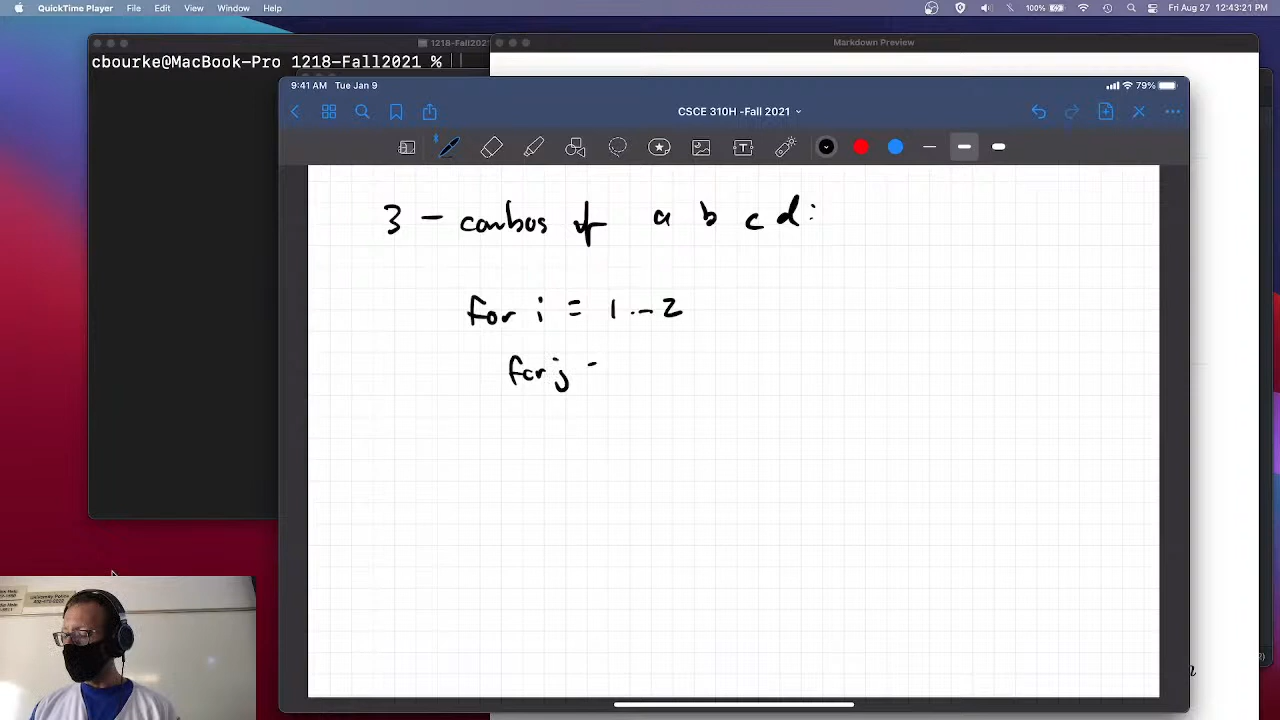 QuickTime Player File Edit View Window Help 100% Fri Aug 27 12:43:21 PM
1218-Fall2021
Markdown Preview
cbourke@MacBook-Pro 1218-Fall2021 %
9:41 AM Tue Jan 9 79%
CSCE 310H -Fall 2021
3 - combos of a b c d:
for i = 1 .. 2
for j =
n